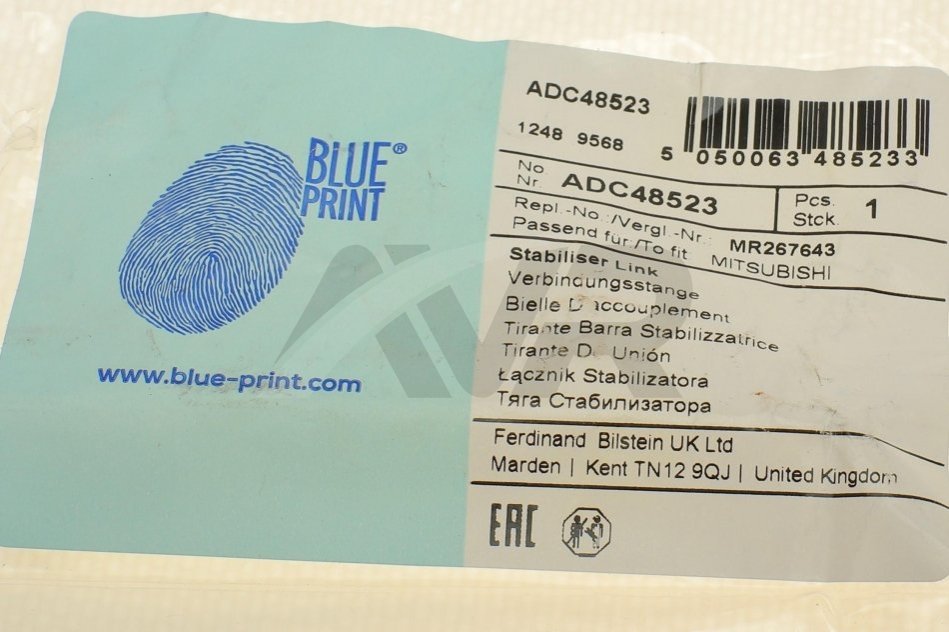 BLUE®
PRINT
www.blue-print.com
ADC48523
1248 9568
5 050063 485233
No.
Nr. ADC48523
Pcs.
Stck. 1
Repl.-No.:/Vergl.-Nr.: MR267643
Passend für:/To fit: MITSUBISHI
Stabiliser Link
Verbindungsstange
Bielle D'accouplement
Tirante Barra Stabilizzatrice
Tirante De Unión
Łącznik Stabilizatora
Тяга Стабилизатора
Ferdinand Bilstein UK Ltd
Marden | Kent TN12 9QJ | United Kingdom
EAC